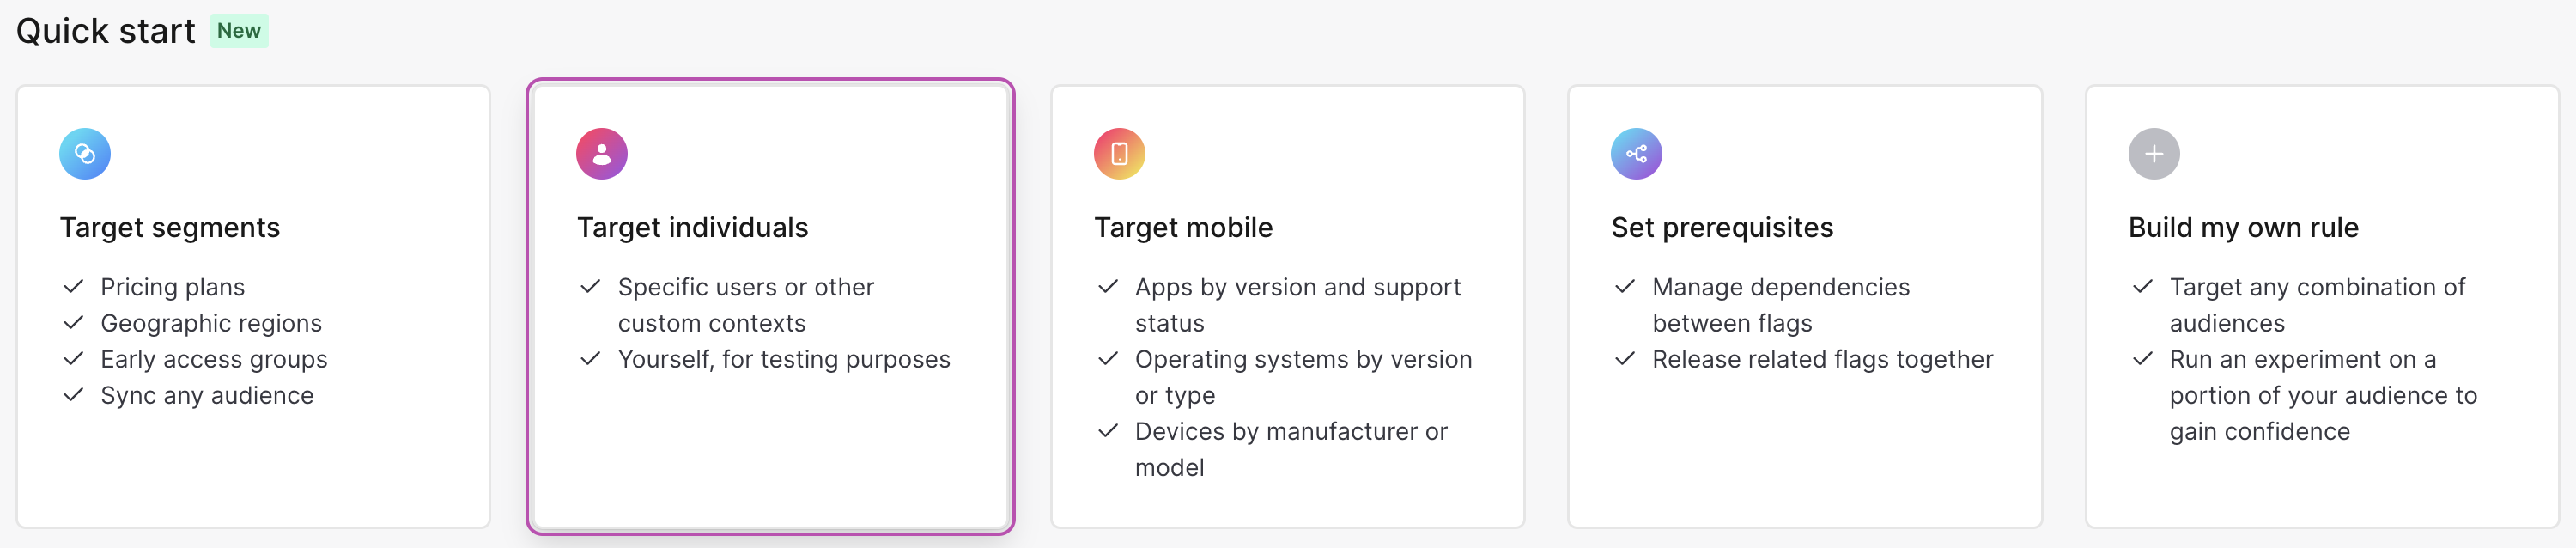 Quick start New
Target segments
Pricing plans
Geographic regions
Early access groups
Sync any audience
Target individuals
Specific users or other
custom contexts
Yourself, for testing purposes
Target mobile
Apps by version and support
status
Operating systems by version
or type
Devices by manufacturer or
model
Set prerequisites
Manage dependencies
between flags
Release related flags together
Build my own rule
Target any combination of
audiences
Run an experiment on a
portion of your audience to
gain confidence